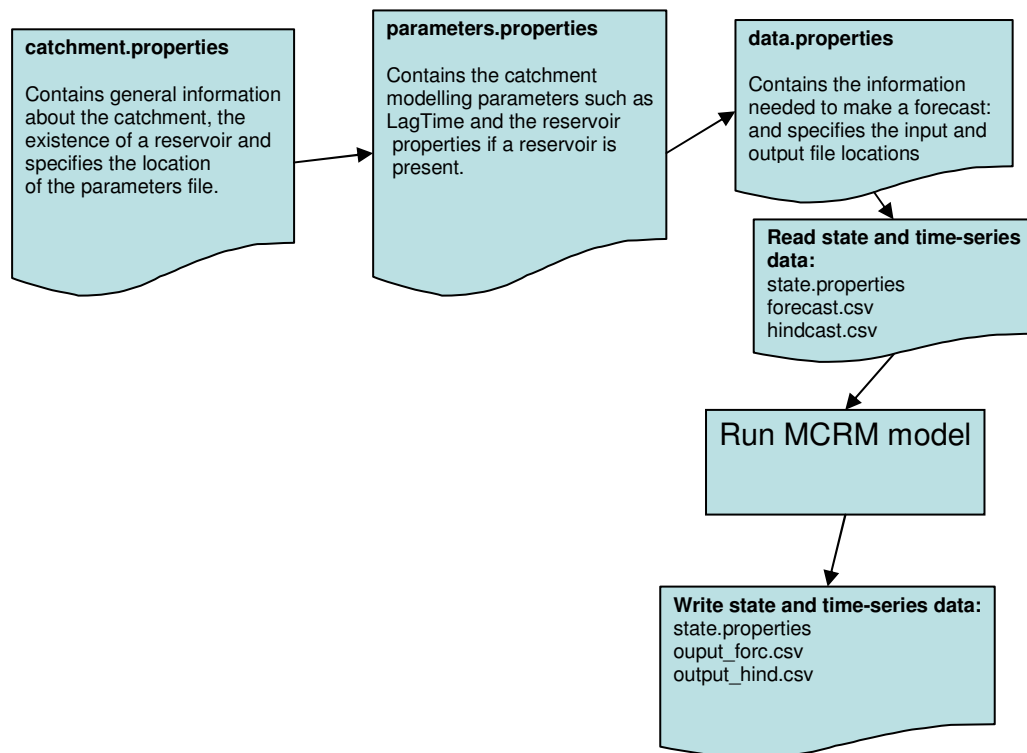 catchment.properties
Contains general information
about the catchment, the
existence of a reservoir and
specifies the location
of the parameters file.
parameters.properties
Contains the catchment
modelling parameters such as
LagTime and the reservoir
properties if a reservoir is
present.
data.properties
Contains the information
needed to make a forecast:
and specifies the input and
output file locations
Read state and time-series
data:
state.properties
forecast.csv
hindcast.csv
Run MCRM model
Write state and time-series data:
state.properties
ouput_forc.csv
output_hind.csv